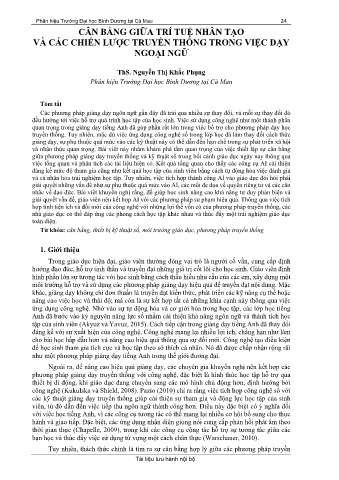 Phân hiệu Trường Đại học Bình Dương tại Cà Mau 24
CÂN BẰNG GIỮA TRÍ TUỆ NHÂN TẠO
VÀ CÁC CHIẾN LƯỢC TRUYỀN THỐNG TRONG VIỆC DẠY
NGOẠI NGỮ
ThS. Nguyễn Thị Khắc Phụng
Phân hiệu Trường Đại học Bình Dương tại Cà Mau
Tóm tắt
Các phương pháp giảng dạy ngôn ngữ gần đây đã trải qua nhiều sự thay đổi, và mỗi sự thay đổi đó
đều hướng tới việc hỗ trợ quá trình học tập của học sinh. Việc sử dụng công nghệ như một thành phần
quan trọng trong giảng dạy tiếng Anh đã góp phần rất lớn trong việc bổ trợ cho phương pháp dạy học
truyền thống. Tuy nhiên, mặc dù việc ứng dụng công nghệ số trong lớp học đã làm thay đổi cách thức
giảng dạy, sự phụ thuộc quá mức vào các kỹ thuật này có thể dẫn đến hạn chế trong sự phát triển xã hội
và nhận thức quan trọng. Bài viết này nhằm khám phá tầm quan trọng của việc thiết lập sự cân bằng
giữa phương pháp giảng dạy truyền thống và kỹ thuật số trong bối cảnh giáo dục ngày nay thông qua
việc tổng quan và phân tích các tài liệu hiện có. Kết quả tổng quan cho thấy các công cụ AI cải thiện
đáng kể mức độ tham gia cũng như kết quả học tập của sinh viên bằng cách tự động hóa việc đánh giá
và cá nhân hóa trải nghiệm học tập. Tuy nhiên, việc tích hợp thành công AI vào giáo dục đòi hỏi phải
giải quyết những vấn đề như sự phụ thuộc quá mức vào AI, các mối đe dọa về quyền riêng tư và các cân
nhắc về đạo đức. Bài viết khuyến nghị rằng, để giúp học sinh nâng cao khả năng tư duy phản biện và
giải quyết vấn đề, giáo viên nên kết hợp AI với các phương pháp sư phạm hiệu quả. Thông qua việc tích
hợp tính tiện ích và đổi mới của công nghệ với những lợi thế vốn có của phương pháp truyền thống, các
nhà giáo dục có thể đáp ứng các phong cách học tập khác nhau và thúc đẩy một trải nghiệm giáo dục
toàn diện.
Từ khóa: cân bằng, thiết bị kỹ thuật số, môi trường giáo dục, phương pháp truyền thống
1. Giới thiệu
Trong giáo dục hiện đại, giáo viên thường đóng vai trò là người cố vấn, cung cấp định
hướng đạo đức, hỗ trợ tinh thần và truyền đạt những giá trị cốt lõi cho học sinh. Giáo viên định
hình phần lớn sự tương tác với học sinh bằng cách thấu hiểu nhu cầu của các em, xây dựng một
môi trường hỗ trợ và sử dụng các phương pháp giảng dạy hiệu quả để truyền đạt nội dung. Mặc
khác, giảng dạy không chỉ đơn thuần là truyền đạt kiến thức, phát triển các kỹ năng cụ thể hoặc
nâng cao việc học và thái độ; mà còn là sự kết hợp tất cả những khía cạnh này thông qua việc
ứng dụng công nghệ. Nhờ vào sự tự động hóa và cơ giới hóa trong học tập, các lớp học tiếng
Anh đã bước vào kỷ nguyên năng lực số nhằm cải thiện khả năng ngôn ngữ và thành tích học
tập của sinh viên (Akyuz và Yavuz, 2015). Cách tiếp cận trong giảng dạy tiếng Anh đã thay đổi
đáng kể với sự xuất hiện của công nghệ. Công nghệ mang lại nhiều lợi ích, chẳng hạn như làm
cho bài học hấp dẫn hơn và nâng cao hiệu quả thông qua sự đổi mới. Công nghệ tạo điều kiện
để học sinh tham gia tích cực và học tập theo sở thích cá nhân. Nó đã được chấp nhận rộng rãi
như một phương pháp giảng dạy tiếng Anh trong thế giới đương đại.
Ngoài ra, để nâng cao hiệu quả giảng dạy, các chuyên gia khuyến nghị nên kết hợp các
phương pháp giảng dạy truyền thống với công nghệ, đặc biệt là hình thức học tập hỗ trợ qua
thiết bị di động, khi giáo dục đang chuyển sang các mô hình chủ động hơn, định hướng bởi
công nghệ (Kukulska và Shield, 2008). Pazio (2010) chỉ ra rằng việc tích hợp công nghệ số với
các kỹ thuật giảng dạy truyền thống giúp cải thiện sự tham gia và động lực học tập của sinh
viên, từ đó dẫn đến việc tiếp thu ngôn ngữ thành công hơn. Điều này đặc biệt có ý nghĩa đối
với việc học tiếng Anh, vì các công cụ tương tác có thể mang lại nhiều cơ hội bổ sung cho thực
hành và giao tiếp. Đặc biệt, các ứng dụng nhận diện giọng nói cung cấp phản hồi phát âm theo
thời gian thực (Chapelle, 2009), trong khi các công cụ cộng tác hỗ trợ sự tương tác giữa các
bạn học và thúc đẩy việc sử dụng từ vựng một cách chân thực (Warschauer, 2010).
Tuy nhiên, thách thức chính là tìm ra sự cân bằng hợp lý giữa các phương pháp truyền
Tài liệu lưu hành nội bộ